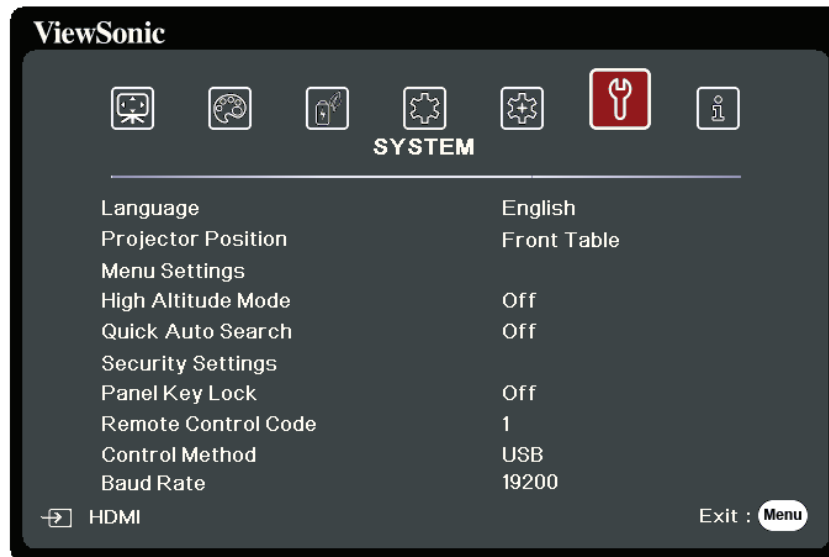 ViewSonic
SYSTEM
Language English
Projector Position Front Table
Menu Settings
High Altitude Mode Off
Quick Auto Search Off
Security Settings
Panel Key Lock Off
Remote Control Code 1
Control Method USB
Baud Rate 19200
HDMI Exit : Menu